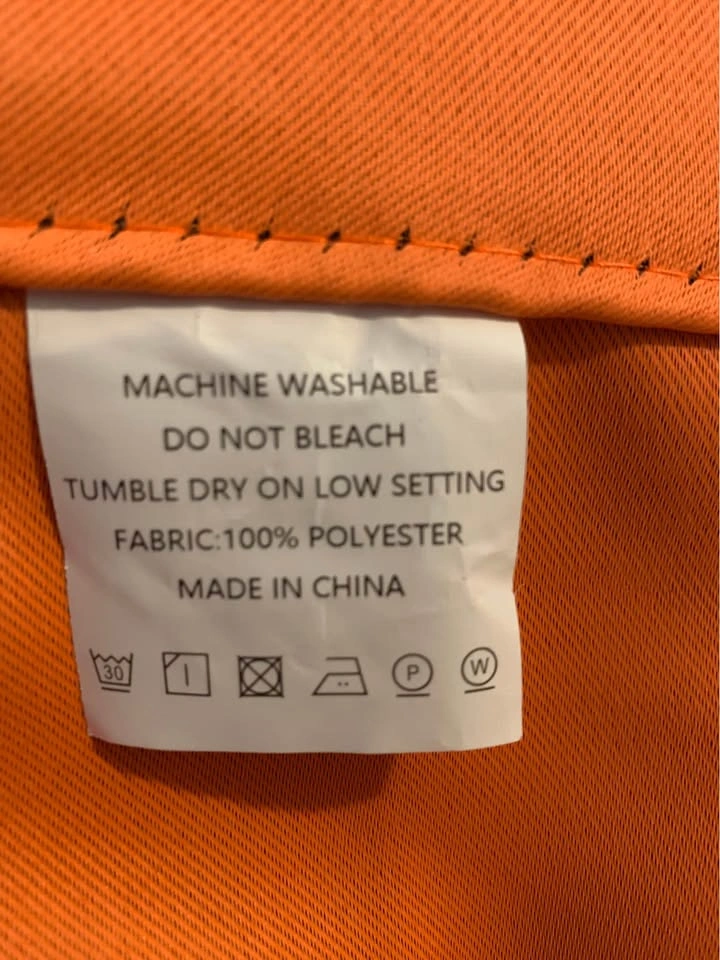 MACHINE WASHABLE
DO NOT BLEACH
TUMBLE DRY ON LOW SETTING
FABRIC:100% POLYESTER
MADE IN CHINA
30 P W